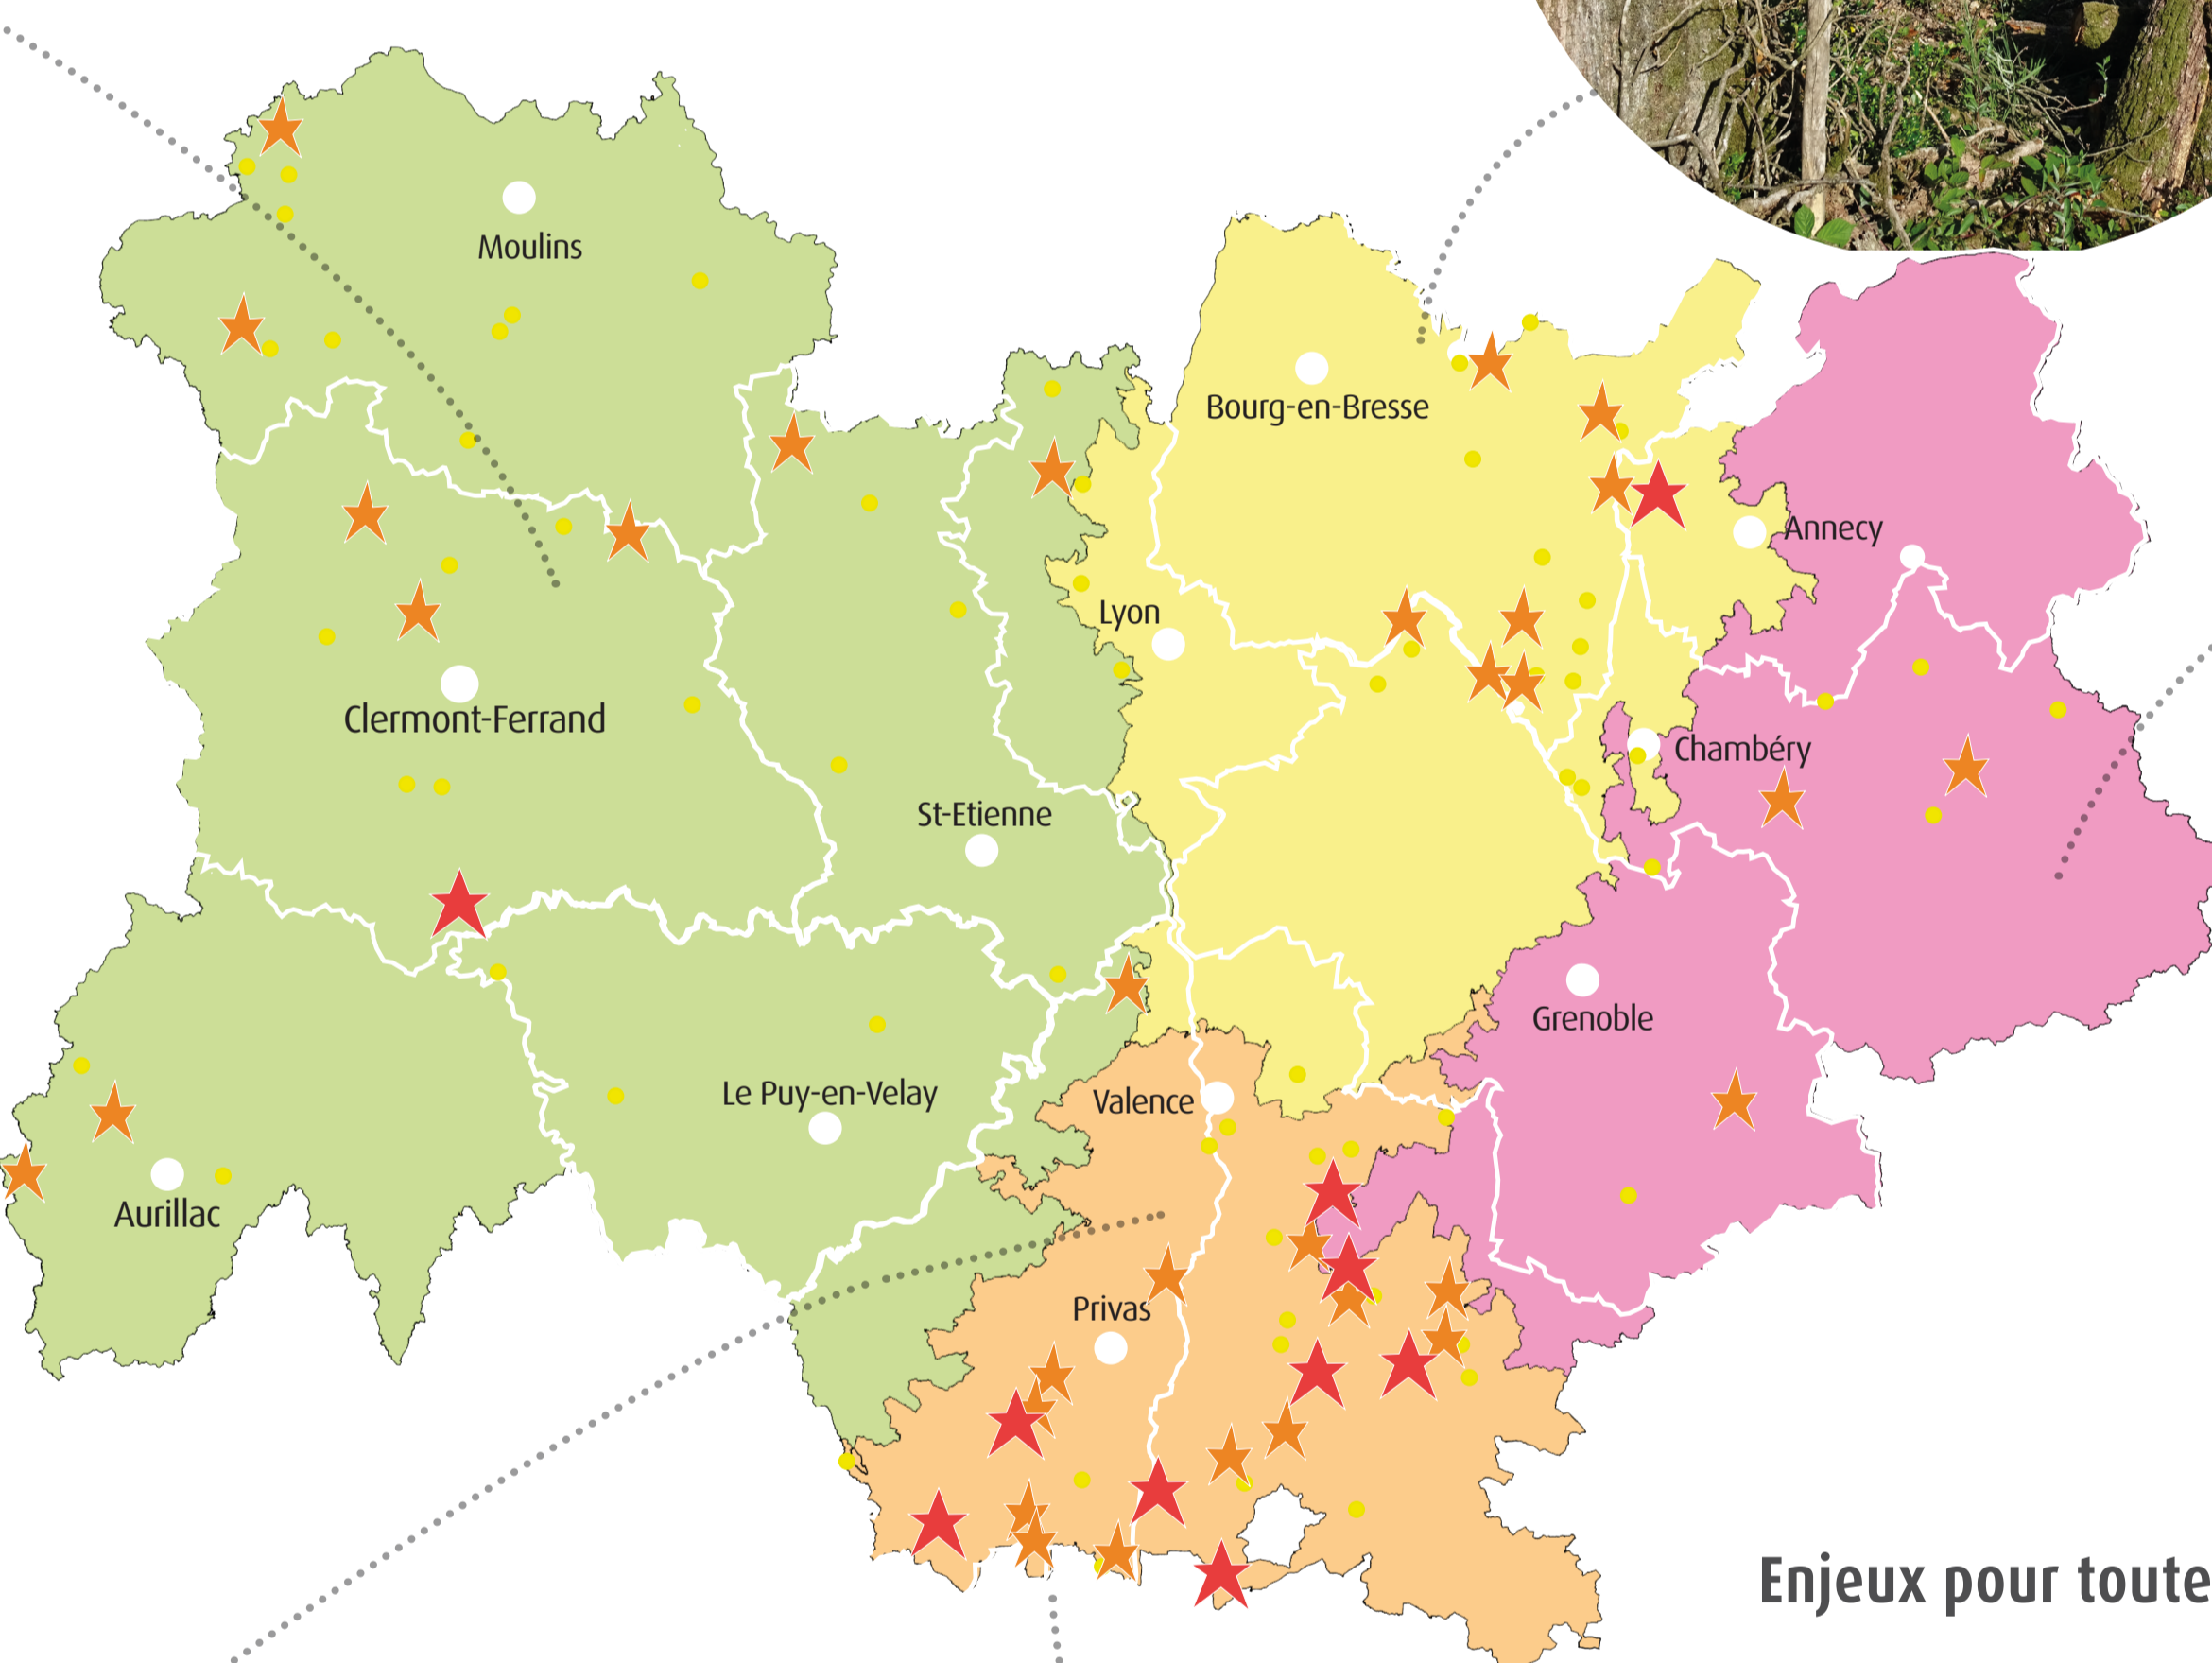 Moulins
Bourg-en-Bresse
Annecy
Lyon
Clermont-Ferrand
Chambéry
St-Etienne
Grenoble
Le Puy-en-Velay
Valence
Aurillac
Privas
Enjeux pour toute